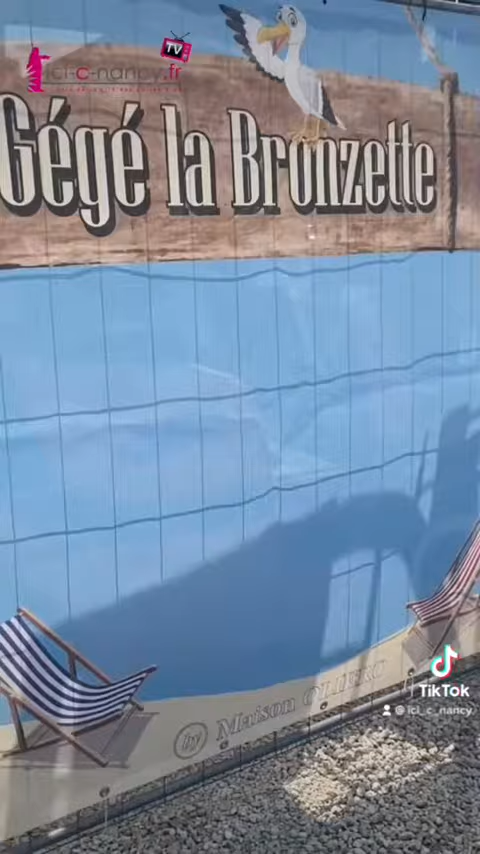 TV
ici-c-nancy.fr
Gégé la Bronzette
by Maison
TikTok
@ici_c_nancy